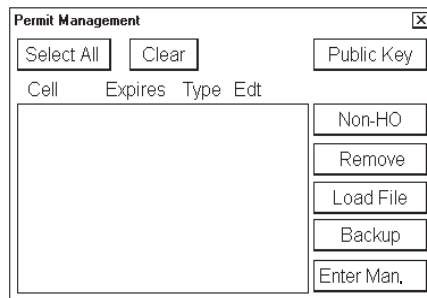 Permit Management
Select All Clear Public Key
Cell Expires Type Edt
Non-HO
Remove
Load File
Backup
Enter Man.